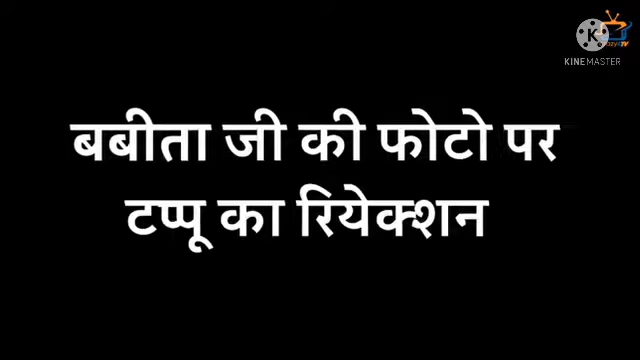 KINEMASTER
बबीता जी की फोटो पर
टप्पू का रियेक्शन